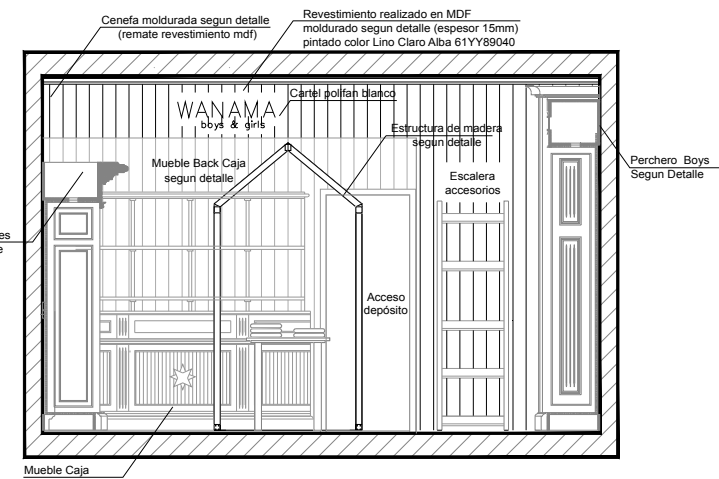 Cenefa moldurada segun detalle
(remate revestimiento mdf)
Revestimiento realizado en MDF
moldurado segun detalle (espesor 15mm)
pintado color Lino Claro Alba 61YY89040
WANAMA
boys & girls
Cartel polifan blanco
Estructura de madera
segun detalle
Mueble Back Caja
segun detalle
Escalera
accesorios
Perchero Boys
Segun Detalle
Acceso
depósito
Mueble Caja